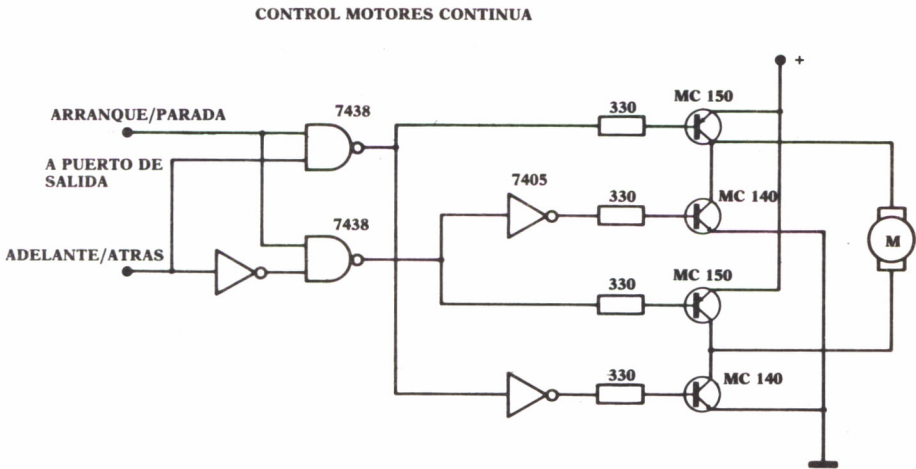 CONTROL MOTORES CONTINUA
+
7438
330
MC 150
ARRANQUE/PARADA
A PUERTO DE
SALIDA
7405
330
MC 140
7438
ADELANTE/ATRAS
M
MC 150
330
330
MC 140